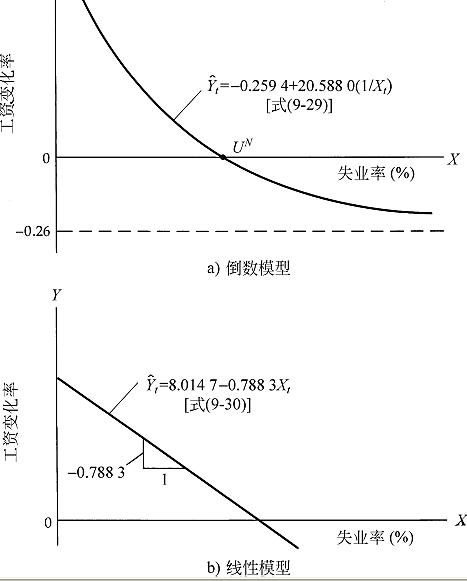 工资变化率
Ŷt=-0.259 4+20.588 0(1/Xt)
[式(9-29)]
U^N
0
X
失业率(%)
-0.26
a) 倒数模型
Y
工资变化率
Ŷt=8.014 7-0.788 3Xt
[式(9-30)]
-0.788 3
1
0
X
失业率(%)
b) 线性模型